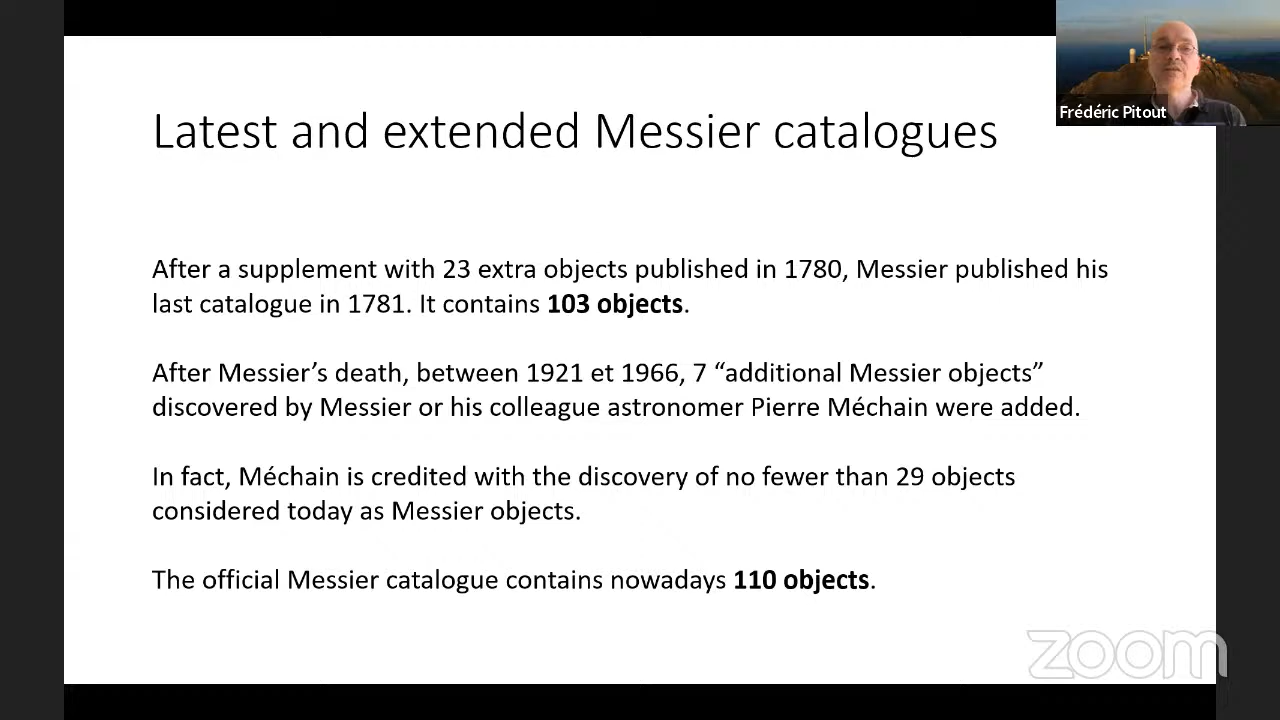 Latest and extended Messier catalogues
Frédéric Pitout
After a supplement with 23 extra objects published in 1780, Messier published his
last catalogue in 1781. It contains 103 objects.
After Messier’s death, between 1921 et 1966, 7 “additional Messier objects”
discovered by Messier or his colleague astronomer Pierre Méchain were added.
In fact, Méchain is credited with the discovery of no fewer than 29 objects
considered today as Messier objects.
The official Messier catalogue contains nowadays 110 objects.
zoom